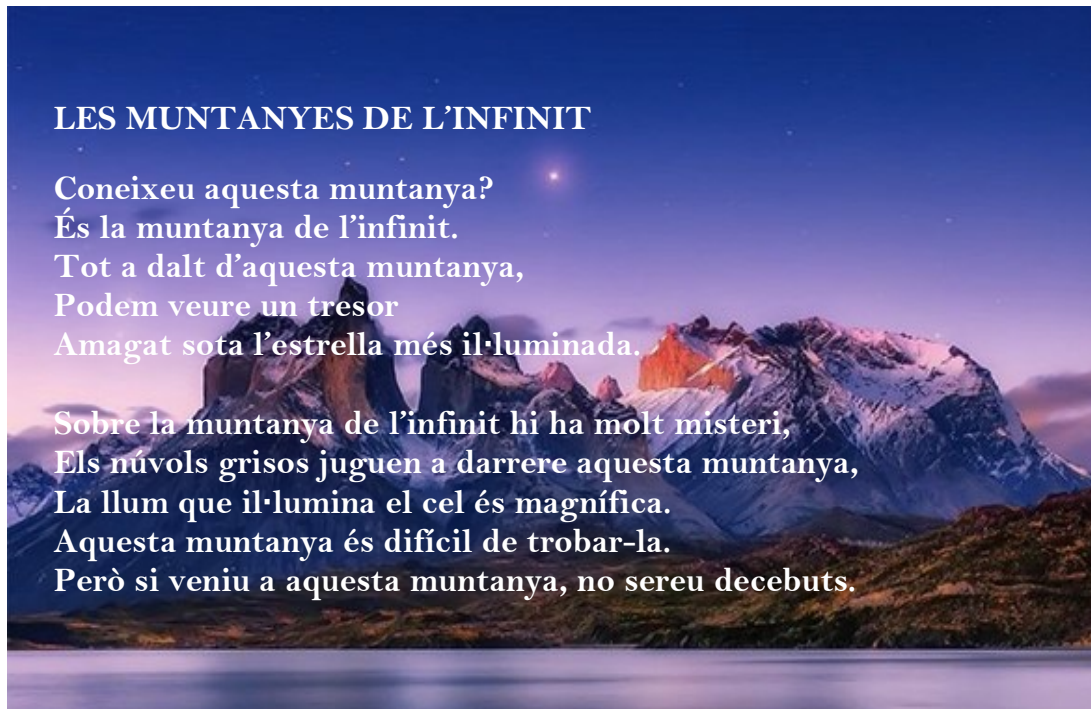 LES MUNTANYES DE L’INFINIT
Coneixeu aquesta muntanya?
És la muntanya de l’infinit.
Tot a dalt d’aquesta muntanya,
Podem veure un tresor
Amagat sota l’estrella més il·luminada.
Sobre la muntanya de l’infinit hi ha molt misteri,
Els núvols grisos juguen a darrere aquesta muntanya,
La llum que il·lumina el cel és magnífica.
Aquesta muntanya és difícil de trobar-la.
Però si veniu a aquesta muntanya, no sereu decebuts.